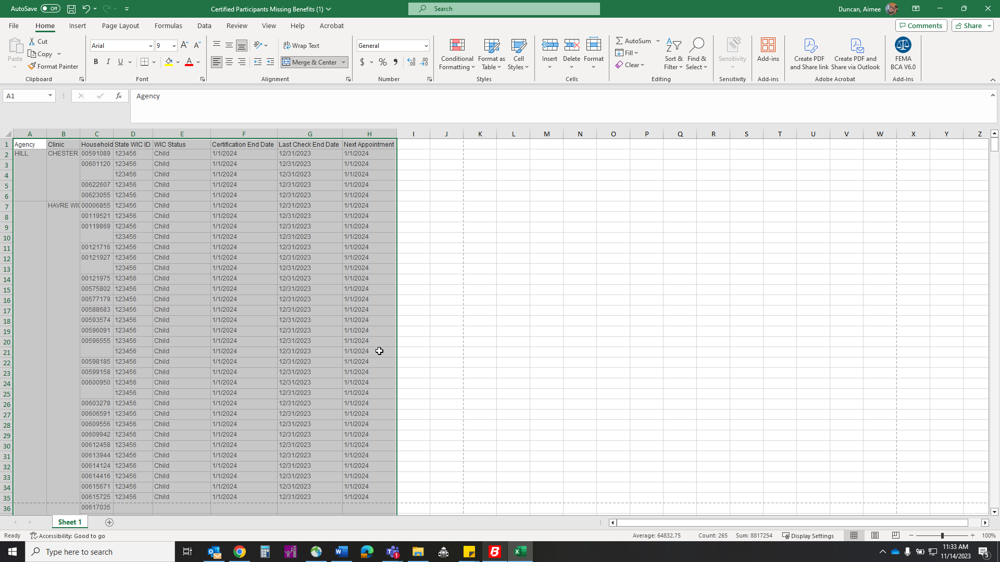 AutoSave Off Certified Participants Missing Benefits (1) Search Duncan, Aimee
File Home Insert Page Layout Formulas Data Review View Help Acrobat Comments Share
Paste Cut Copy Format Painter Clipboard
Arial 9 B I U A A A Font
Wrap Text Merge & Center Alignment
General $ % Number
Conditional Formatting Format as Table Cell Styles Styles
Insert Delete Format Cells
AutoSum Fill Clear Sort & Filter Find & Select Editing
Sensitivity Sensitivity
Add-ins Add-ins
Create PDF and Share link Create PDF and Share via Outlook Adobe Acrobat
FEMA BCA V6.0 Add-Ins
A1 fx Agency
A B C D E F G H I J K L M N O P Q R S T U V W X Y Z
1 Agency Clinic Household State WIC ID WIC Status Certification End Date Last Check End Date Next Appointment
2 HILL CHESTER 00591089 123456 Child 1/1/2024 12/31/2023 1/1/2024
3 00601120 123456 Child 1/1/2024 12/31/2023 1/1/2024
4 123456 Child 1/1/2024 12/31/2023 1/1/2024
5 00622607 123456 Child 1/1/2024 12/31/2023 1/1/2024
6 00623055 123456 Child 1/1/2024 12/31/2023 1/1/2024
7 HAVRE WIC 00006855 123456 Child 1/1/2024 12/31/2023 1/1/2024
8 00119521 123456 Child 1/1/2024 12/31/2023 1/1/2024
9 00119869 123456 Child 1/1/2024 12/31/2023 1/1/2024
10 123456 Child 1/1/2024 12/31/2023 1/1/2024
11 00121716 123456 Child 1/1/2024 12/31/2023 1/1/2024
12 00121927 123456 Child 1/1/2024 12/31/2023 1/1/2024
13 123456 Child 1/1/2024 12/31/2023 1/1/2024
14 00121975 123456 Child 1/1/2024 12/31/2023 1/1/2024
15 00575802 123456 Child 1/1/2024 12/31/2023 1/1/2024
16 00577179 123456 Child 1/1/2024 12/31/2023 1/1/2024
17 00588683 123456 Child 1/1/2024 12/31/2023 1/1/2024
18 00593574 123456 Child 1/1/2024 12/31/2023 1/1/2024
19 00596091 123456 Child 1/1/2024 12/31/2023 1/1/2024
20 00596555 123456 Child 1/1/2024 12/31/2023 1/1/2024
21 123456 Child 1/1/2024 12/31/2023 1/1/2024
22 00598185 123456 Child 1/1/2024 12/31/2023 1/1/2024
23 00599158 123456 Child 1/1/2024 12/31/2023 1/1/2024
24 00600950 123456 Child 1/1/2024 12/31/2023 1/1/2024
25 123456 Child 1/1/2024 12/31/2023 1/1/2024
26 00603278 123456 Child 1/1/2024 12/31/2023 1/1/2024
27 00606591 123456 Child 1/1/2024 12/31/2023 1/1/2024
28 00609556 123456 Child 1/1/2024 12/31/2023 1/1/2024
29 00609942 123456 Child 1/1/2024 12/31/2023 1/1/2024
30 00612458 123456 Child 1/1/2024 12/31/2023 1/1/2024
31 00613944 123456 Child 1/1/2024 12/31/2023 1/1/2024
32 00614124 123456 Child 1/1/2024 12/31/2023 1/1/2024
33 00614416 123456 Child 1/1/2024 12/31/2023 1/1/2024
34 00615671 123456 Child 1/1/2024 12/31/2023 1/1/2024
35 00615725 123456 Child 1/1/2024 12/31/2023 1/1/2024
36 00617035
Sheet 1
Ready Accessibility: Good to go Average: 64832.75 Count: 265 Sum: 8817254 Display Settings 100%
Type here to search 11:33 AM
11/14/2023 5